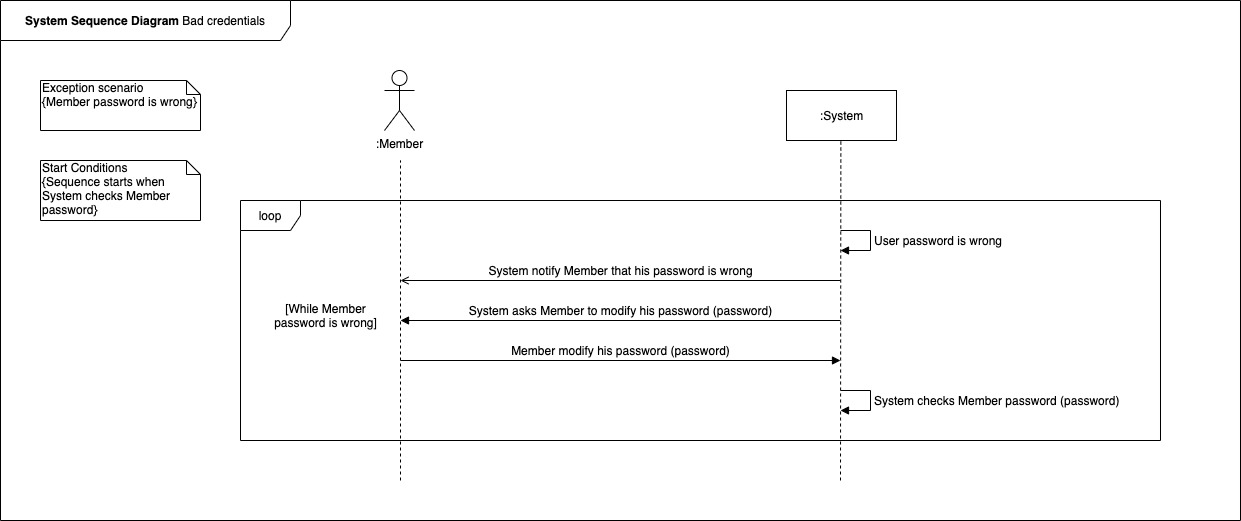 System Sequence Diagram Bad credentials
Exception scenario
{Member password is wrong}
:Member
:System
Start Conditions
{Sequence starts when
System checks Member
password}
loop
User password is wrong
System notify Member that his password is wrong
[While Member
password is wrong]
System asks Member to modify his password (password)
Member modify his password (password)
System checks Member password (password)